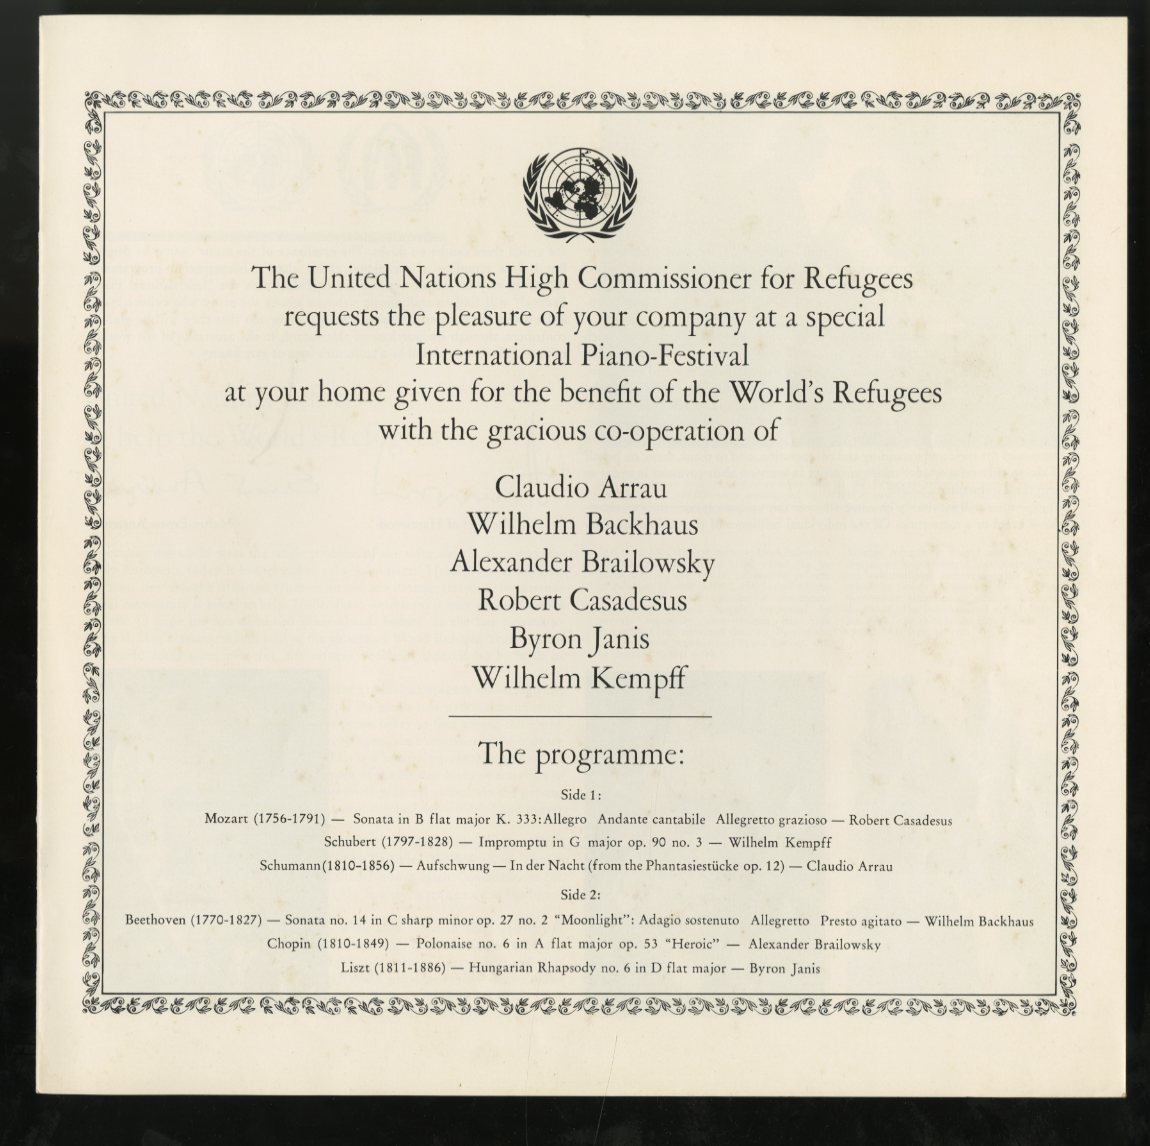 The United Nations High Commissioner for Refugees
requests the pleasure of your company at a special
International Piano-Festival
at your home given for the benefit of the World's Refugees
with the gracious co-operation of
Claudio Arrau
Wilhelm Backhaus
Alexander Brailowsky
Robert Casadesus
Byron Janis
Wilhelm Kempff
The programme:
Side 1:
Mozart (1756-1791) — Sonata in B flat major K. 333: Allegro Andante cantabile Allegretto grazioso — Robert Casadesus
Schubert (1797-1828) — Impromptu in G major op. 90 no. 3 — Wilhelm Kempff
Schumann (1810-1856) — Aufschwung — In der Nacht (from the Phantasiestücke op. 12) — Claudio Arrau
Side 2:
Beethoven (1770-1827) — Sonata no. 14 in C sharp minor op. 27 no. 2 “Moonlight”: Adagio sostenuto Allegretto Presto agitato — Wilhelm Backhaus
Chopin (1810-1849) — Polonaise no. 6 in A flat major op. 53 “Heroic” — Alexander Brailowsky
Liszt (1811-1886) — Hungarian Rhapsody no. 6 in D flat major — Byron Janis